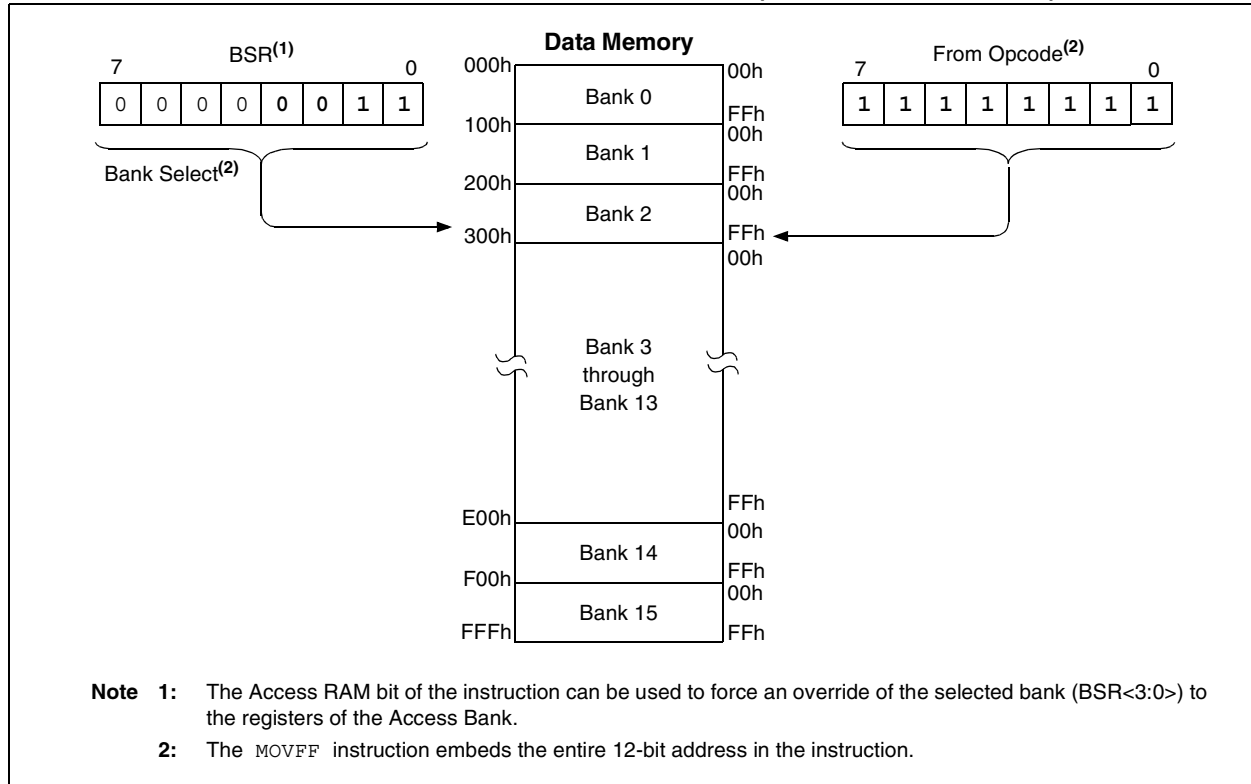 Data Memory
BSR(1)
7 0
0 0 0 0 0 0 1 1
Bank Select(2)
000h
100h
200h
300h
E00h
F00h
FFFh
Bank 0
Bank 1
Bank 2
Bank 3
through
Bank 13
Bank 14
Bank 15
00h
FFh
00h
FFh
00h
FFh
00h
FFh
00h
FFh
00h
FFh
From Opcode(2)
7 0
1 1 1 1 1 1 1 1
Note 1: The Access RAM bit of the instruction can be used to force an override of the selected bank (BSR<3:0>) to
the registers of the Access Bank.
2: The MOVFF instruction embeds the entire 12-bit address in the instruction.